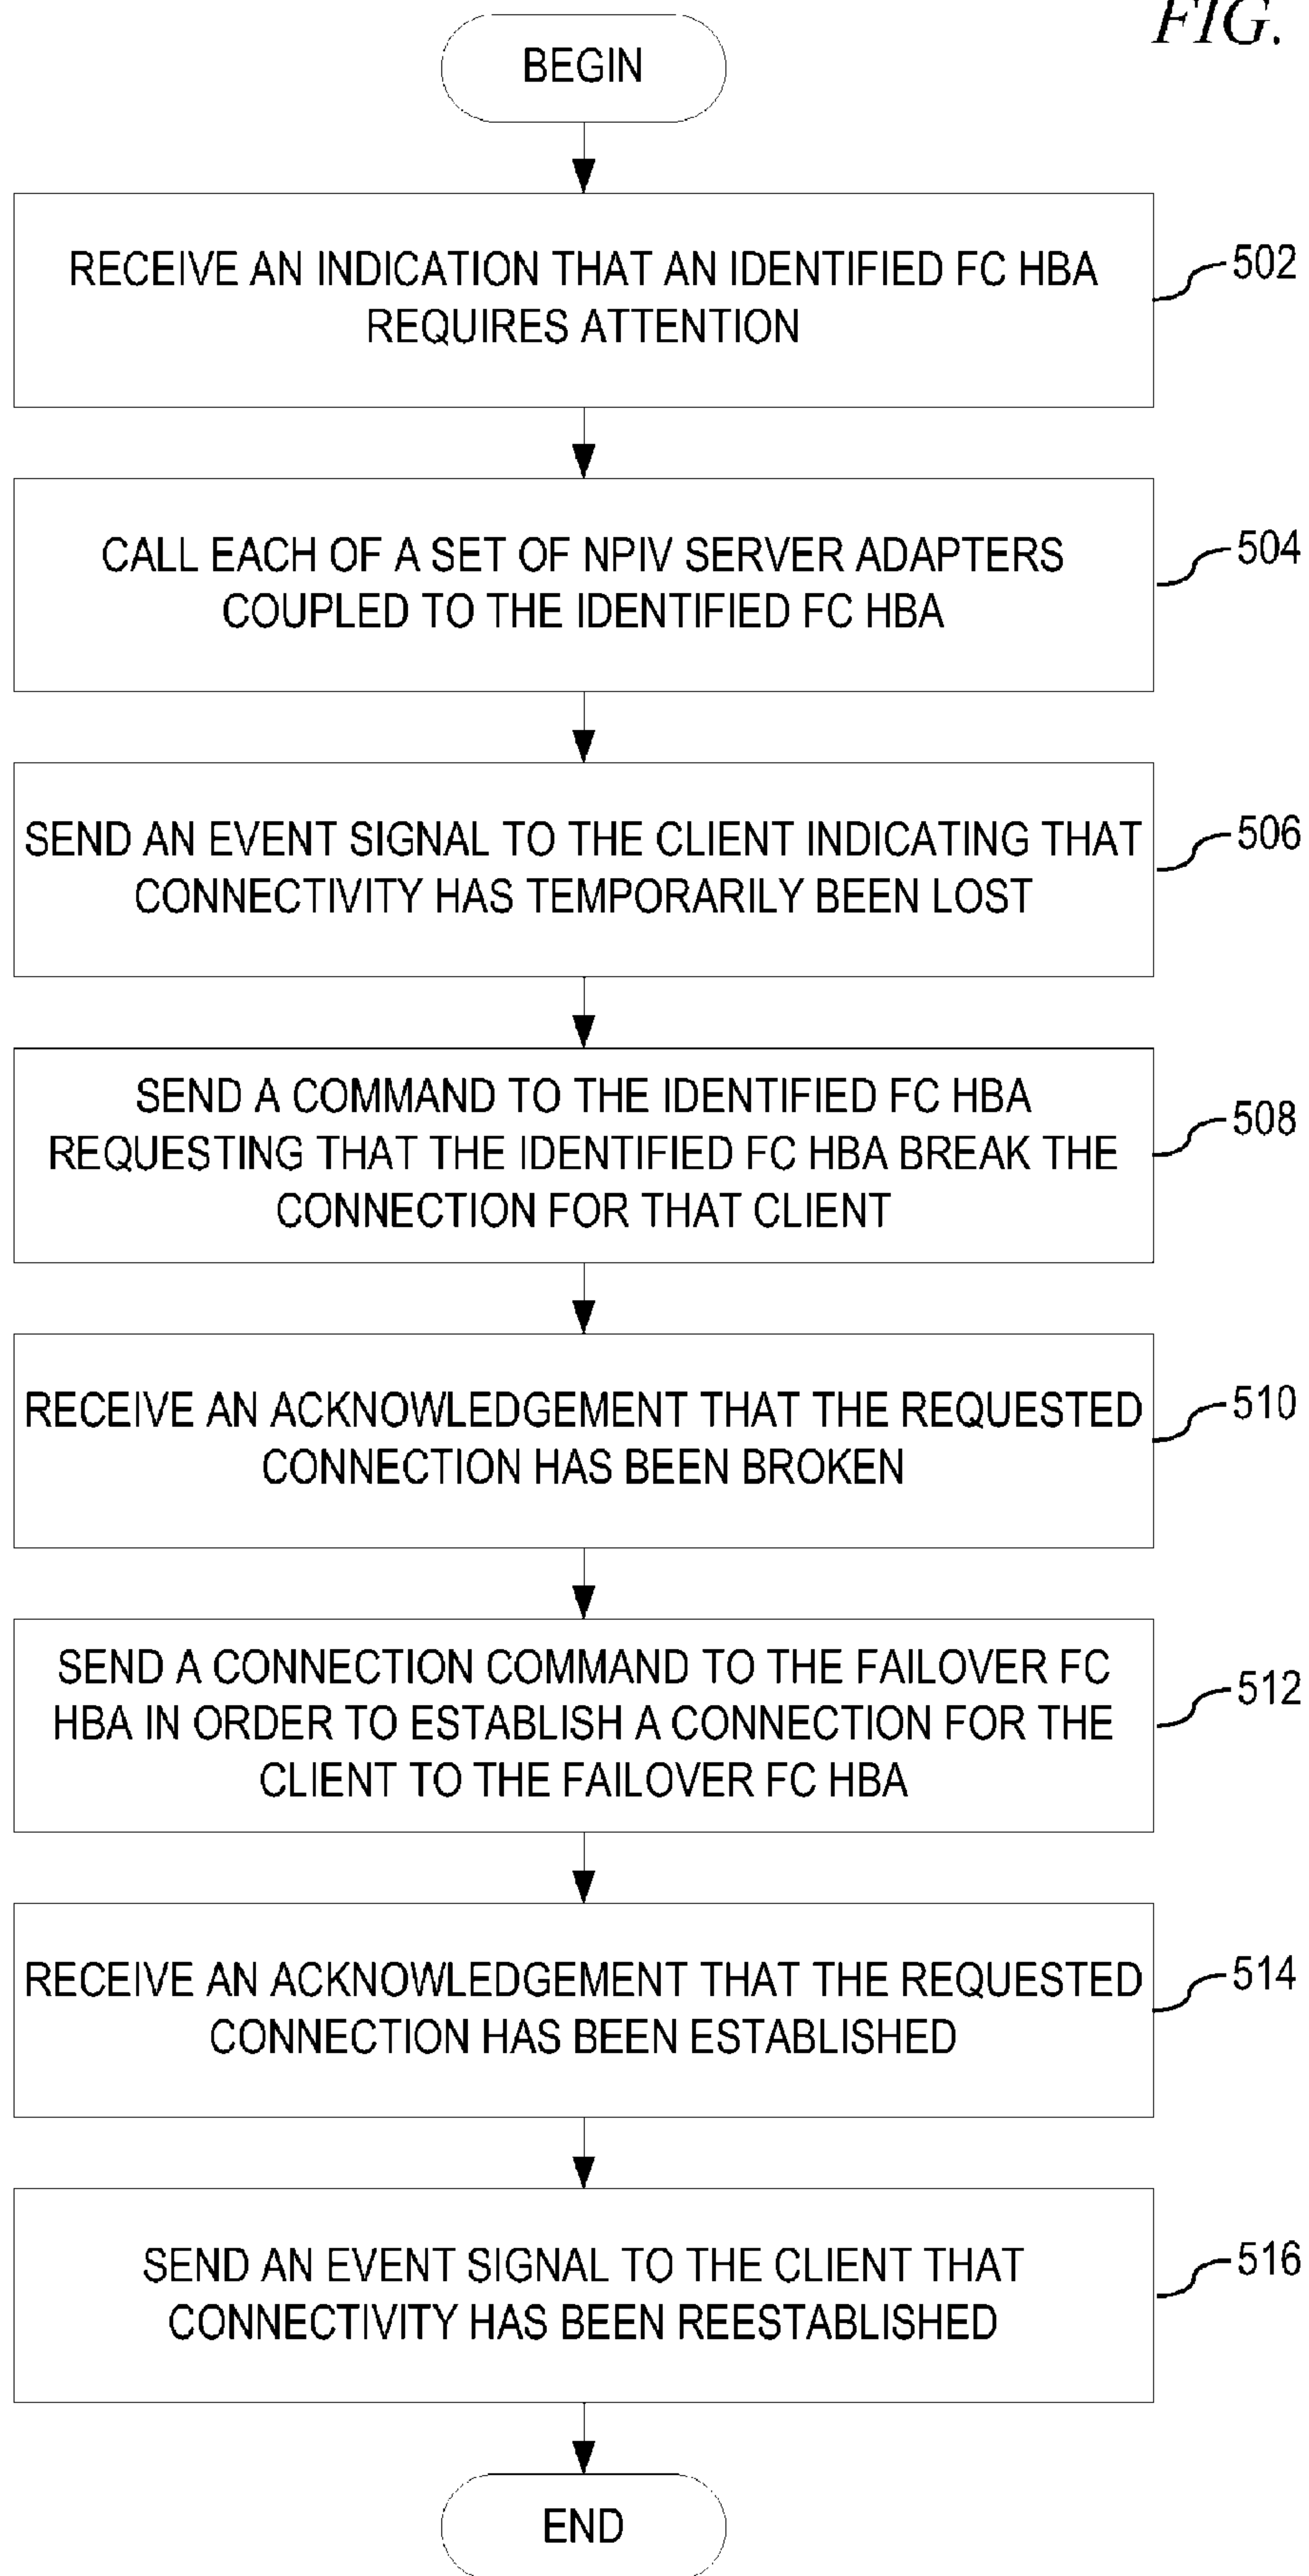 FIG.
BEGIN
RECEIVE AN INDICATION THAT AN IDENTIFIED FC HBA
REQUIRES ATTENTION
502
CALL EACH OF A SET OF NPIV SERVER ADAPTERS
COUPLED TO THE IDENTIFIED FC HBA
504
SEND AN EVENT SIGNAL TO THE CLIENT INDICATING THAT
CONNECTIVITY HAS TEMPORARILY BEEN LOST
506
SEND A COMMAND TO THE IDENTIFIED FC HBA
REQUESTING THAT THE IDENTIFIED FC HBA BREAK THE
CONNECTION FOR THAT CLIENT
508
RECEIVE AN ACKNOWLEDGEMENT THAT THE REQUESTED
CONNECTION HAS BEEN BROKEN
510
SEND A CONNECTION COMMAND TO THE FAILOVER FC
HBA IN ORDER TO ESTABLISH A CONNECTION FOR THE
CLIENT TO THE FAILOVER FC HBA
512
RECEIVE AN ACKNOWLEDGEMENT THAT THE REQUESTED
CONNECTION HAS BEEN ESTABLISHED
514
SEND AN EVENT SIGNAL TO THE CLIENT THAT
CONNECTIVITY HAS BEEN REESTABLISHED
516
END